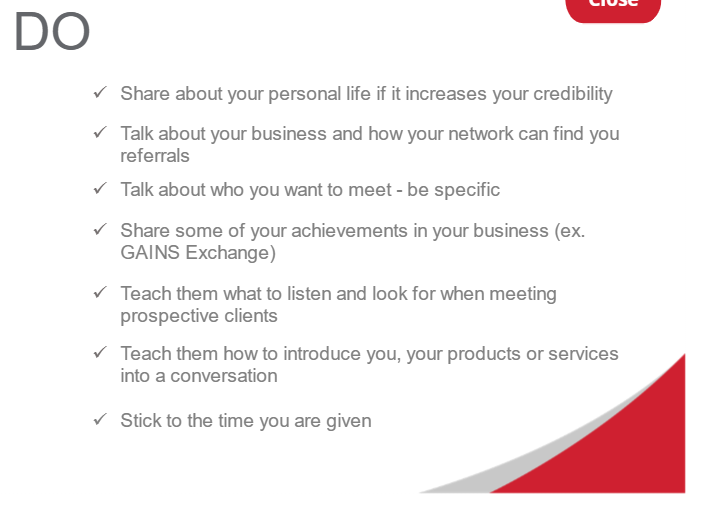 Close
DO
✓ Share about your personal life if it increases your credibility
✓ Talk about your business and how your network can find you
referrals
✓ Talk about who you want to meet - be specific
✓ Share some of your achievements in your business (ex.
GAINS Exchange)
✓ Teach them what to listen and look for when meeting
prospective clients
✓ Teach them how to introduce you, your products or services
into a conversation
✓ Stick to the time you are given